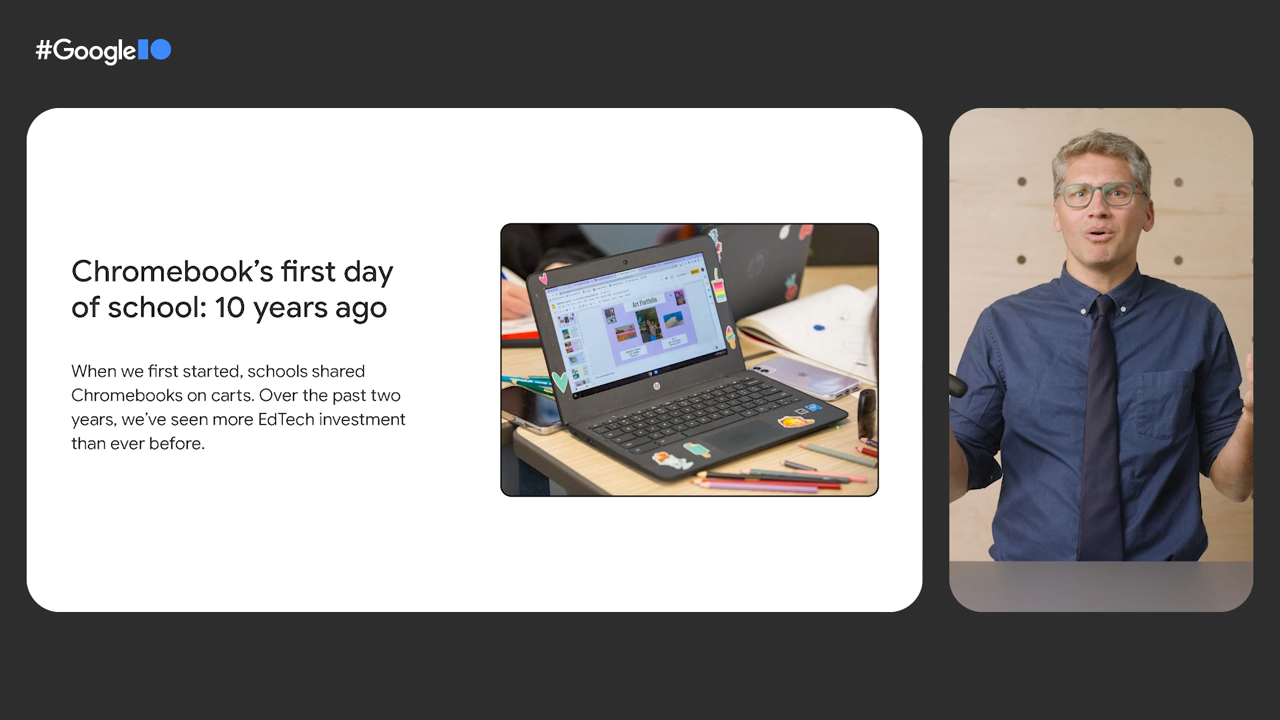 #GoogleIO
Chromebook’s first day
of school: 10 years ago
When we first started, schools shared
Chromebooks on carts. Over the past two
years, we’ve seen more EdTech investment
than ever before.
Art Portfolio
hp